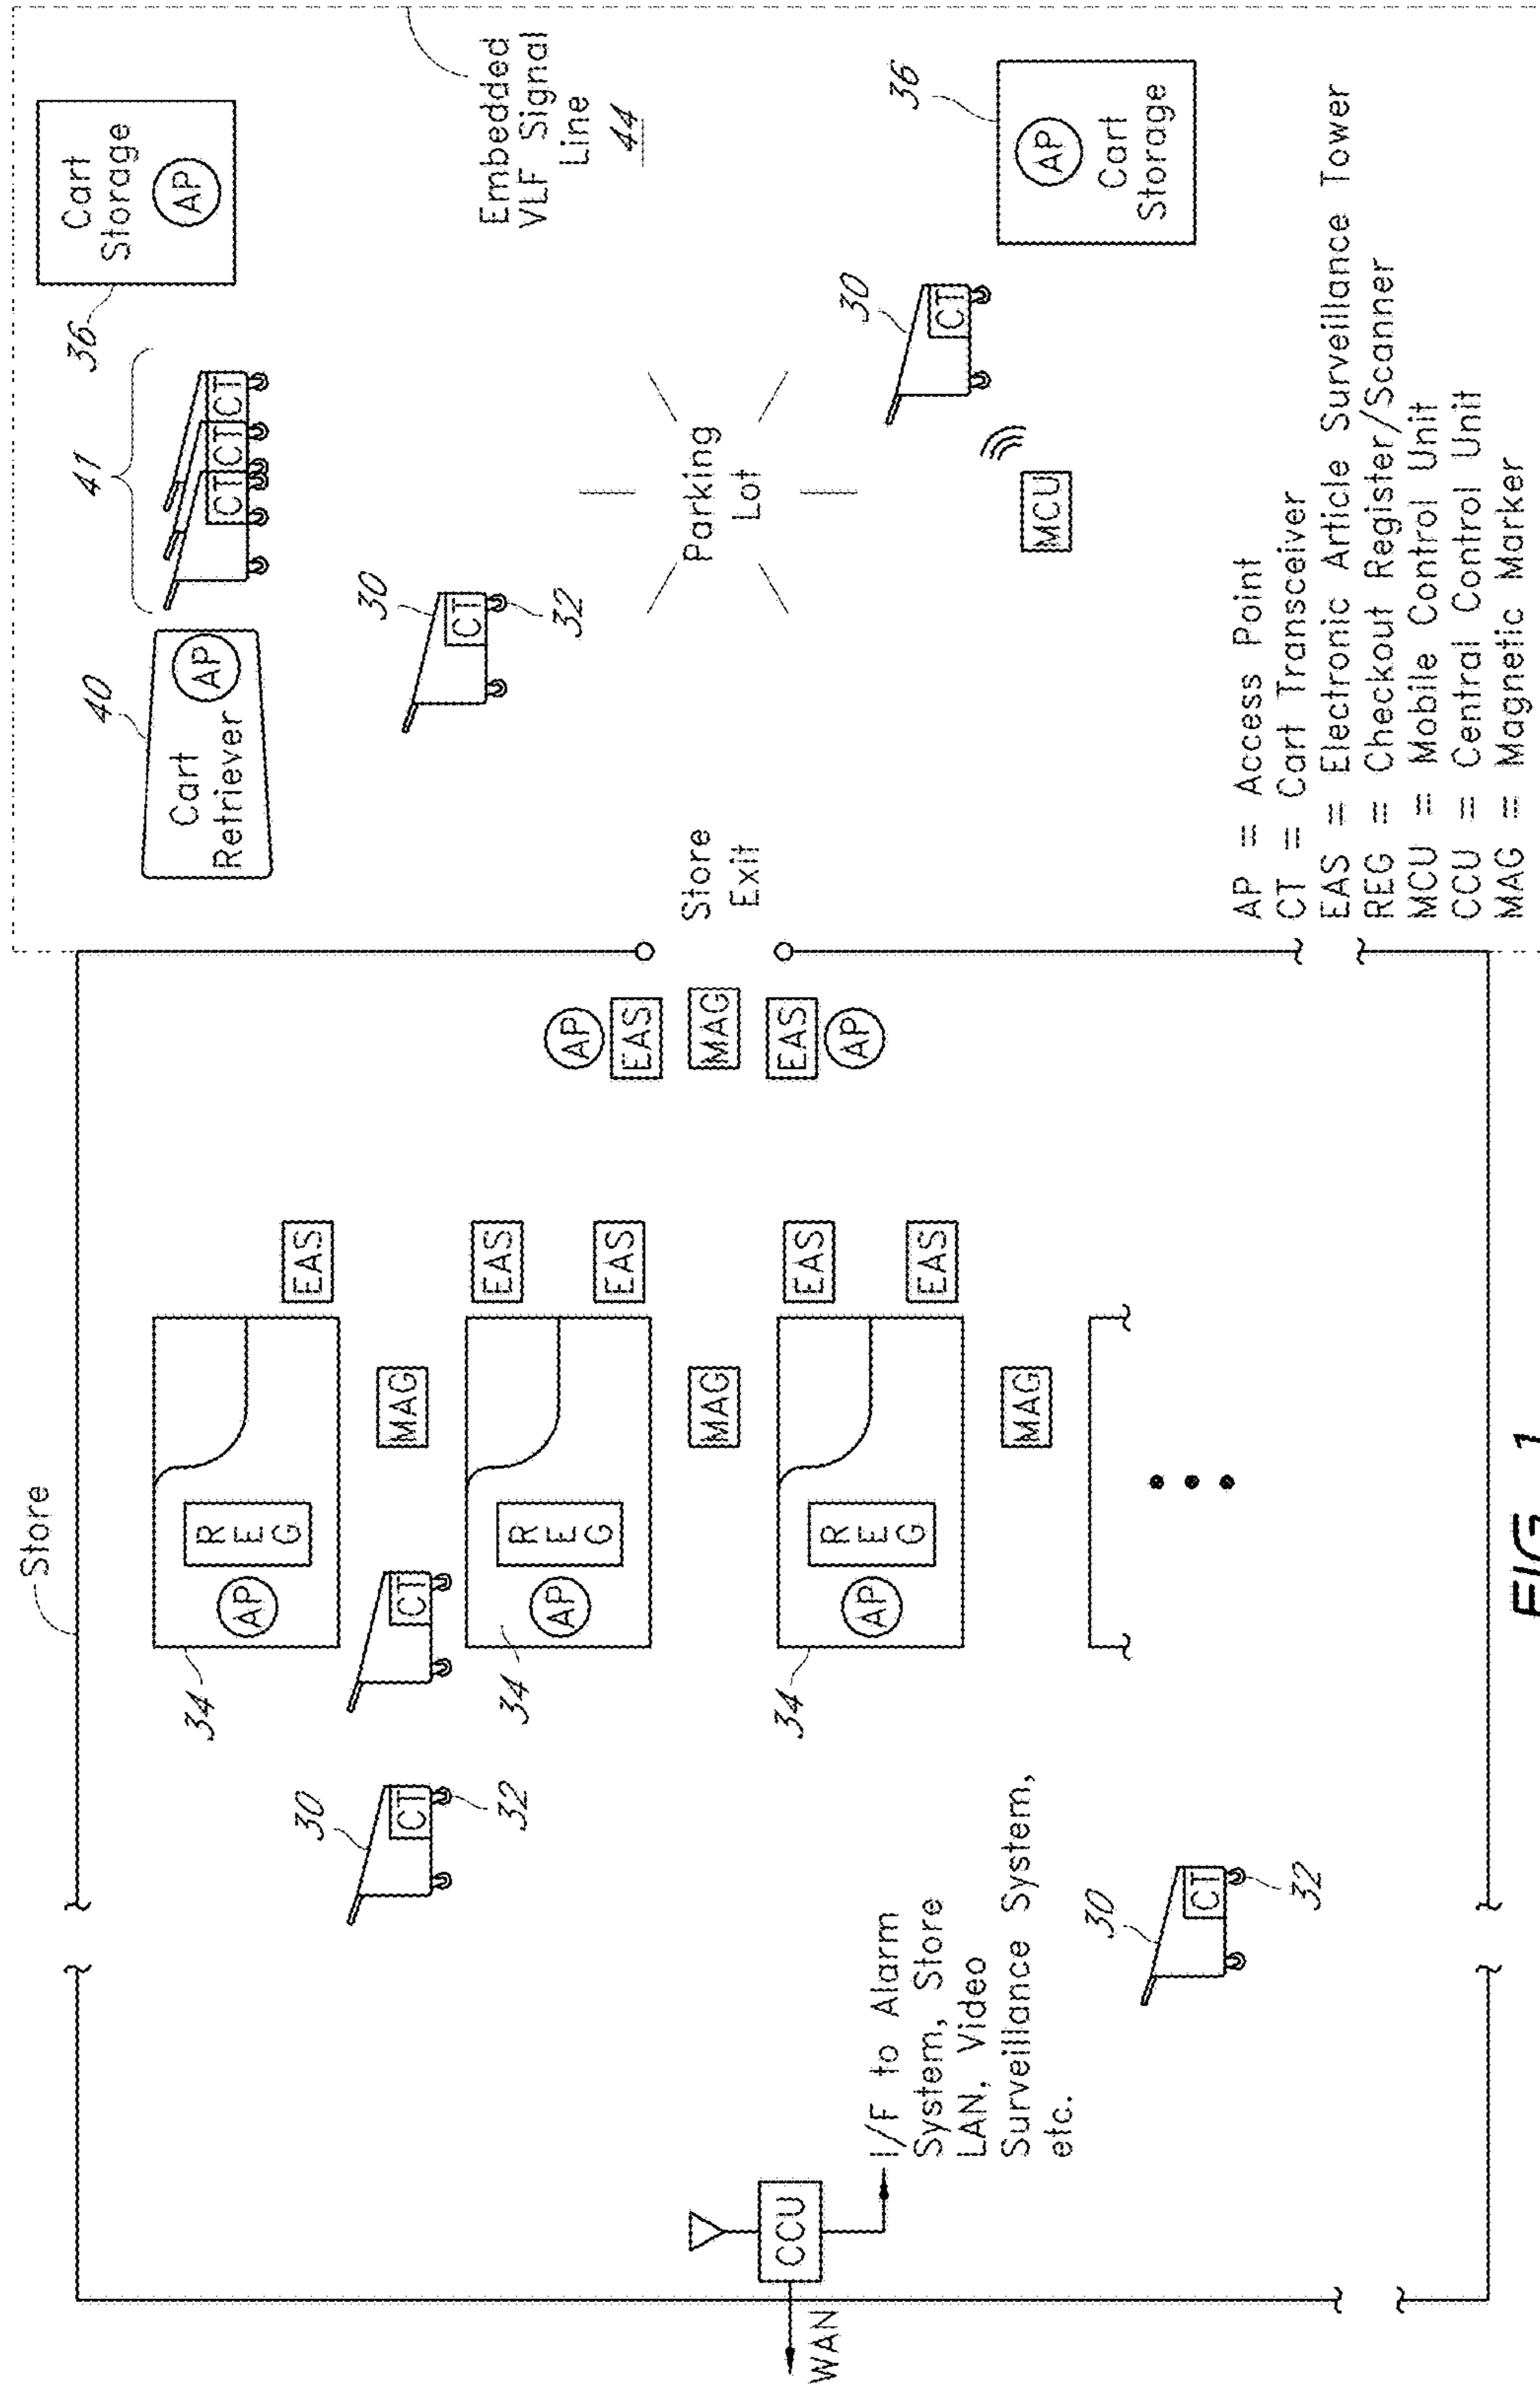 Store
34
REG
AP
EAS
30
CT
32
CT
MAG
34
REG
AP
EAS
EAS
MAG
34
REG
AP
EAS
EAS
MAG
30
CT
32
WAN
CCU
I/F to Alarm
System, Store
LAN, Video
Surveillance System,
etc.
AP
EAS
MAG
EAS
AP
Store
Exit
40
Cart
Retriever
AP
41
CT
CT
CT
36
Cart
Storage
AP
30
CT
32
Embedded
VLF Signal
Line
44
Parking
Lot
MCU
30
CT
36
AP
Cart
Storage
AP = Access Point
CT = Cart Transceiver
EAS = Electronic Article Surveillance Tower
REG = Checkout Register/Scanner
MCU = Mobile Control Unit
CCU = Central Control Unit
MAG = Magnetic Marker
FIG. 1